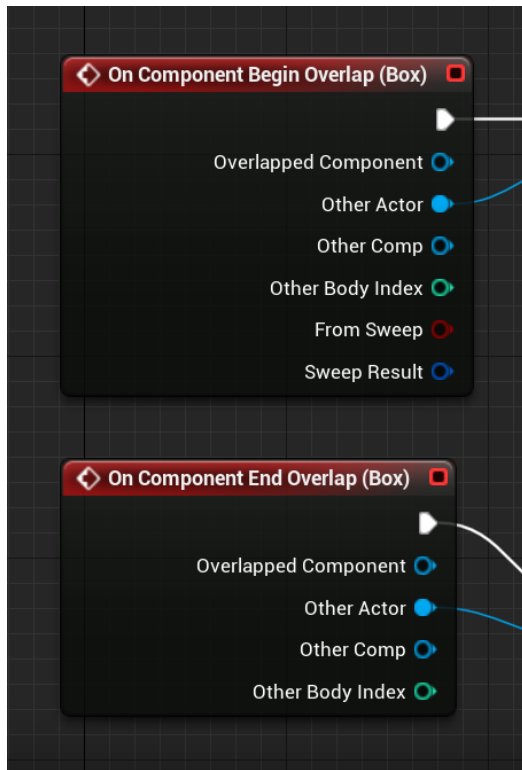 On Component Begin Overlap (Box)
Overlapped Component
Other Actor
Other Comp
Other Body Index
From Sweep
Sweep Result
On Component End Overlap (Box)
Overlapped Component
Other Actor
Other Comp
Other Body Index